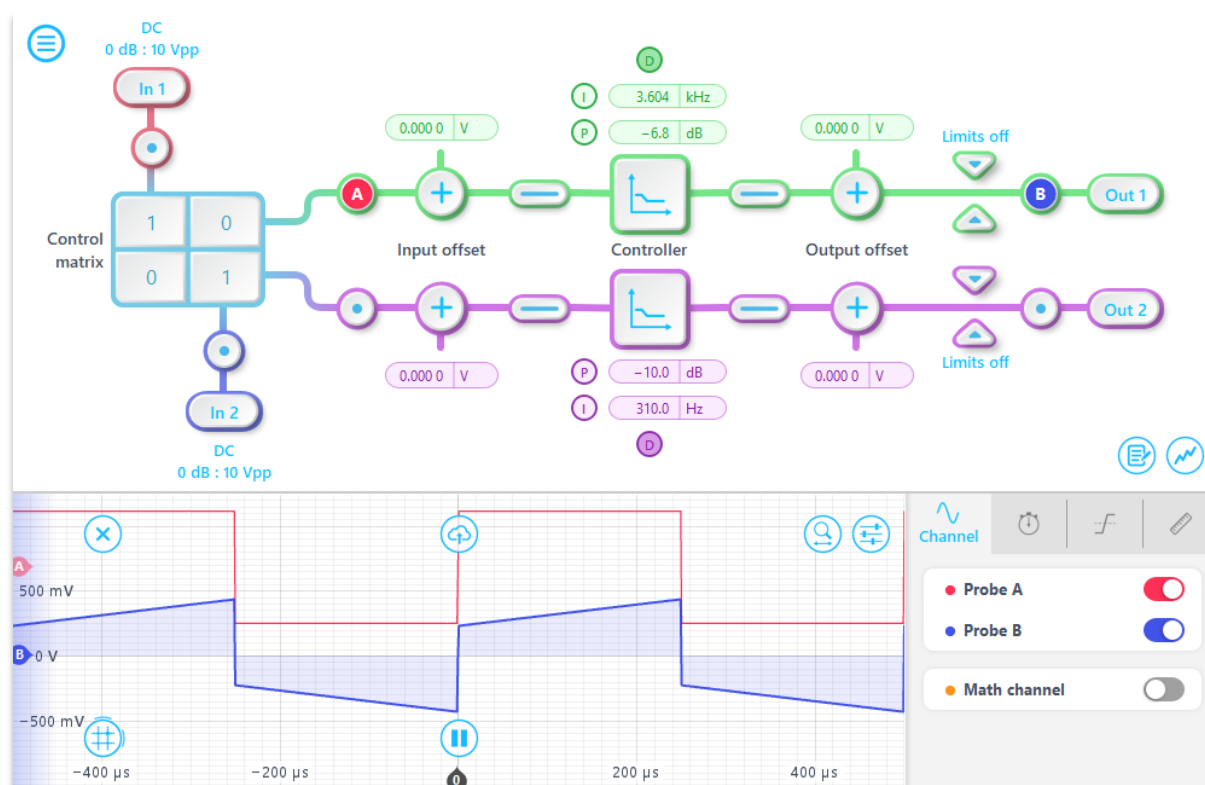 DC
0 dB : 10 Vpp
In 1
D
I 3.604 kHz
P −6.8 dB
0.000 0 V
0.000 0 V
Limits off
A
B
Out 1
1 0
0 1
Control
matrix
Input offset
Controller
Output offset
Out 2
In 2
0.000 0 V
P −10.0 dB
I 310.0 Hz
D
0.000 0 V
Limits off
DC
0 dB : 10 Vpp
A
500 mV
B 0 V
−500 mV
−400 µs
−200 µs
0
200 µs
400 µs
Channel
Probe A
Probe B
Math channel